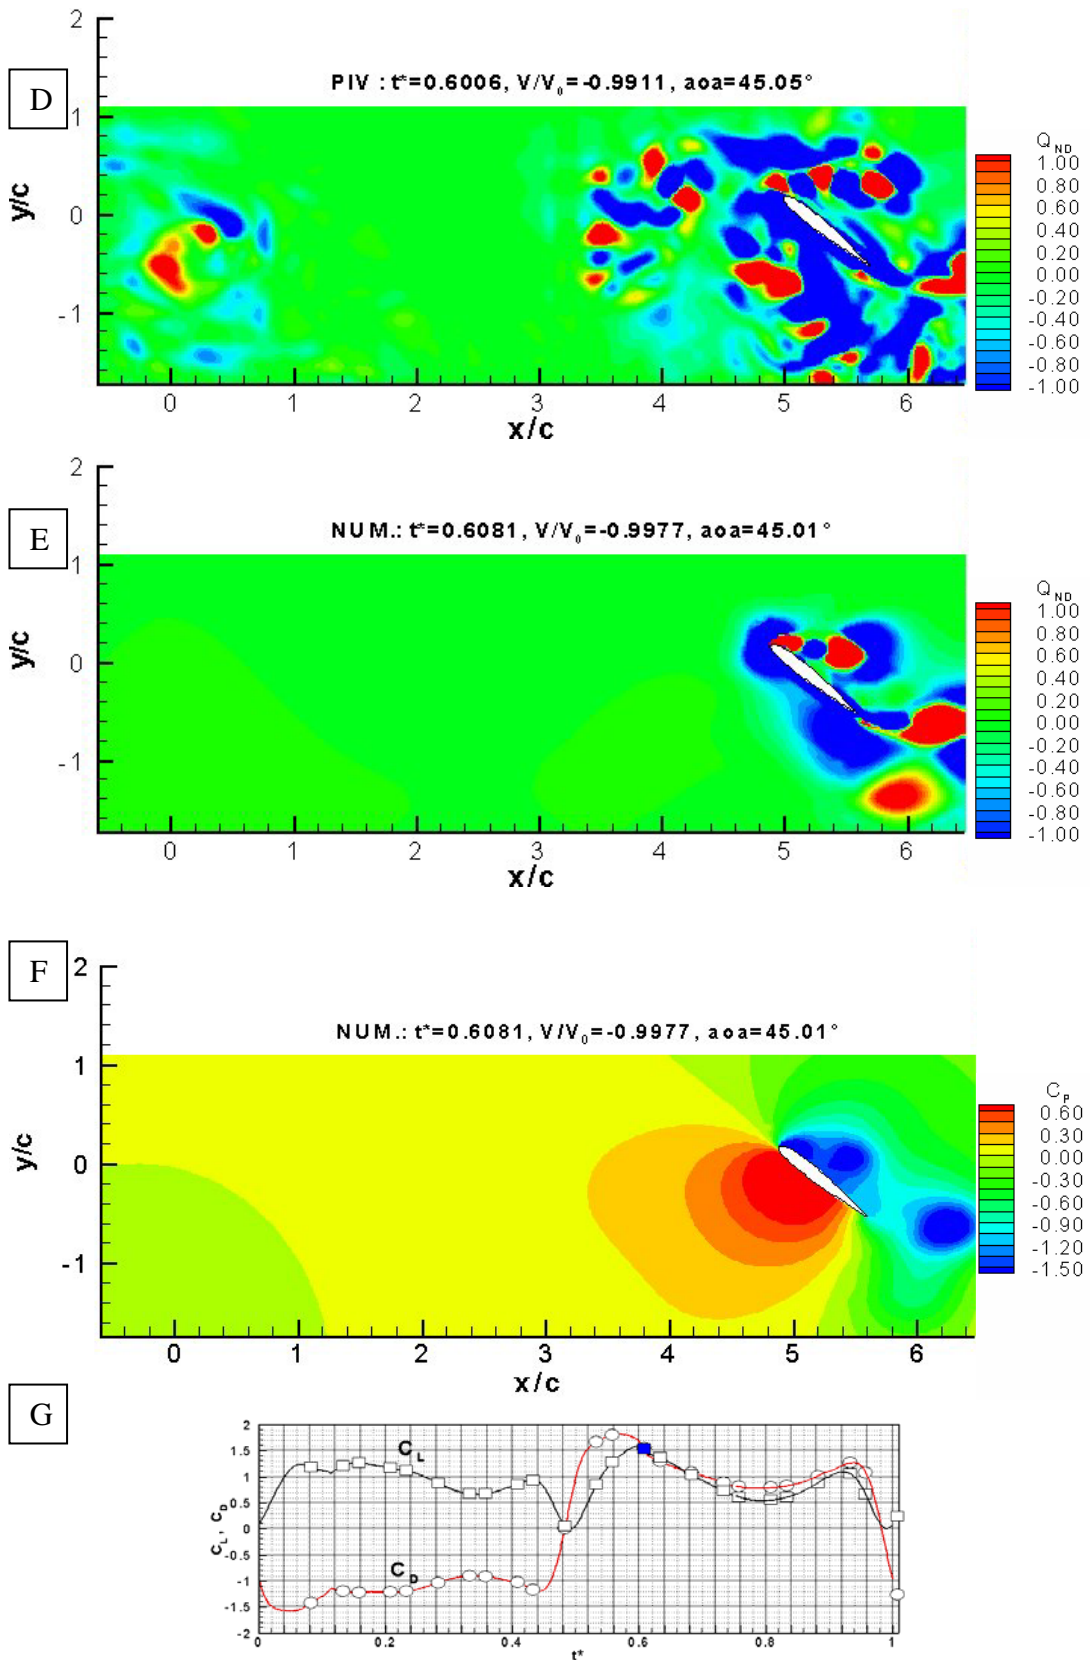 D
PIV : t*=0.6006, V/V₀=-0.9911, aoa=45.05°
2
1
0
-1
y/c
0 1 2 3 4 5 6
x/c
Q ND
1.00
0.80
0.60
0.40
0.20
0.00
-0.20
-0.40
-0.60
-0.80
-1.00
E
NUM.: t*=0.6081, V/V₀=-0.9977, aoa=45.01°
2
1
0
-1
y/c
0 1 2 3 4 5 6
x/c
Q ND
1.00
0.80
0.60
0.40
0.20
0.00
-0.20
-0.40
-0.60
-0.80
-1.00
F
NUM.: t*=0.6081, V/V₀=-0.9977, aoa=45.01°
2
1
0
-1
y/c
0 1 2 3 4 5 6
x/c
C P
0.60
0.30
0.00
-0.30
-0.60
-0.90
-1.20
-1.50
G
2
1.5
1
0.5
0
-0.5
-1
-1.5
-2
C L , C D
C L
C D
0 0.2 0.4 0.6 0.8 1
t*